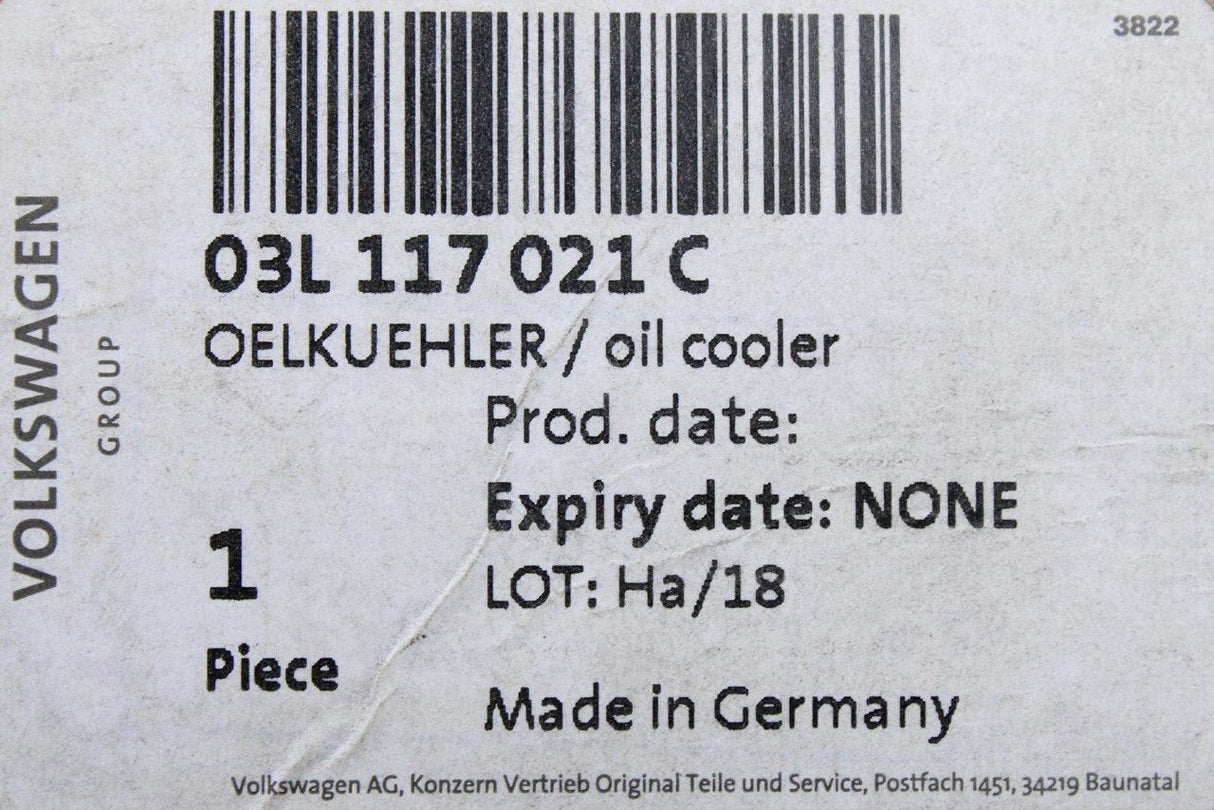 3822
VOLKSWAGEN
GROUP
03L 117 021 C
OELKUEHLER / oil cooler
Prod. date:
Expiry date: NONE
1
LOT: Ha/18
Piece
Made in Germany
Volkswagen AG, Konzern Vertrieb Original Teile und Service, Postfach 1451, 34219 Baunatal